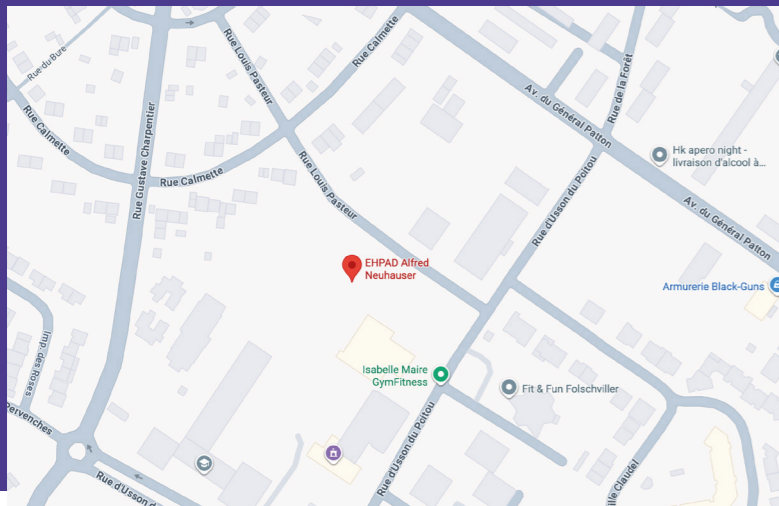 Rue du Bure
Rue Calmette
Rue Gustave Charpentier
Rue Louis Pasteur
Rue Calmette
Rue Calmette
Rue Louis Pasteur
Av. du Général Patton
Rue de la Forêt
Hk apero night -
livraison d'alcool à...
Rue d'Usson du Poitou
Av. du Général Patton
EHPAD Alfred
Neuhauser
Armurerie Black-Guns
Imp. des Roses
Isabelle Maire
GymFitness
Fit & Fun Folschviller
Pervenches
Rue d'Usson du Poitou
Rue d'Usson du
ille Claudel